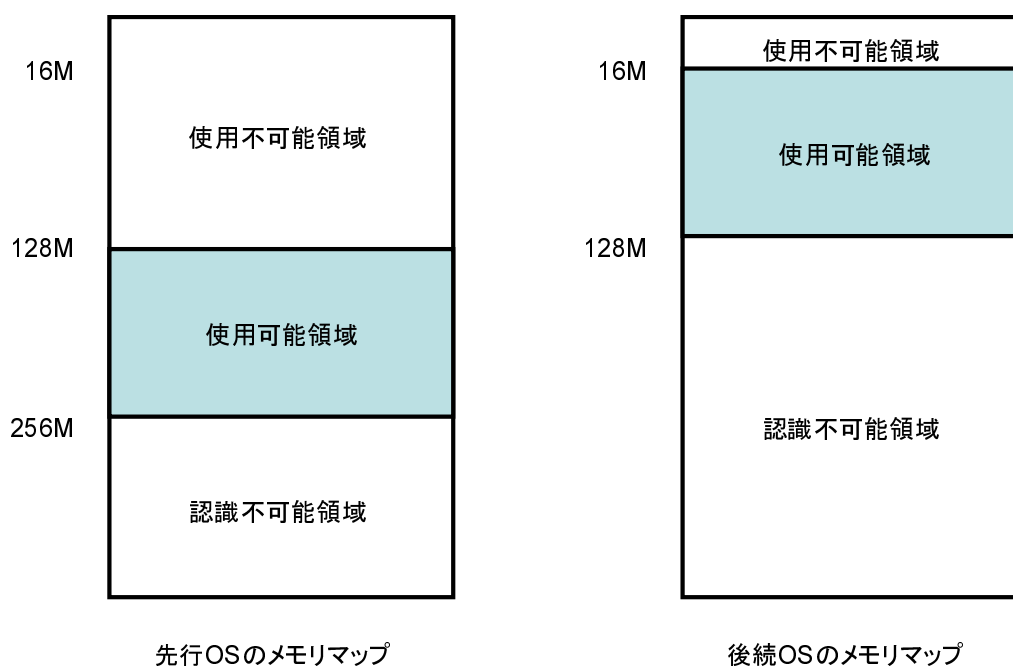 16M
使用不可能領域
128M
使用可能領域
256M
認識不可能領域
先行OSのメモリマップ
使用不可能領域
16M
使用可能領域
128M
認識不可能領域
後続OSのメモリマップ